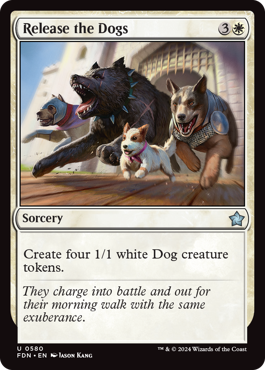 Release the Dogs 3
Sorcery
Create four 1/1 white Dog creature
tokens.
They charge into battle and out for
their morning walk with the same
exuberance.
U 0580
FDN • EN Jason Kang
™ & © 2024 Wizards of the Coast